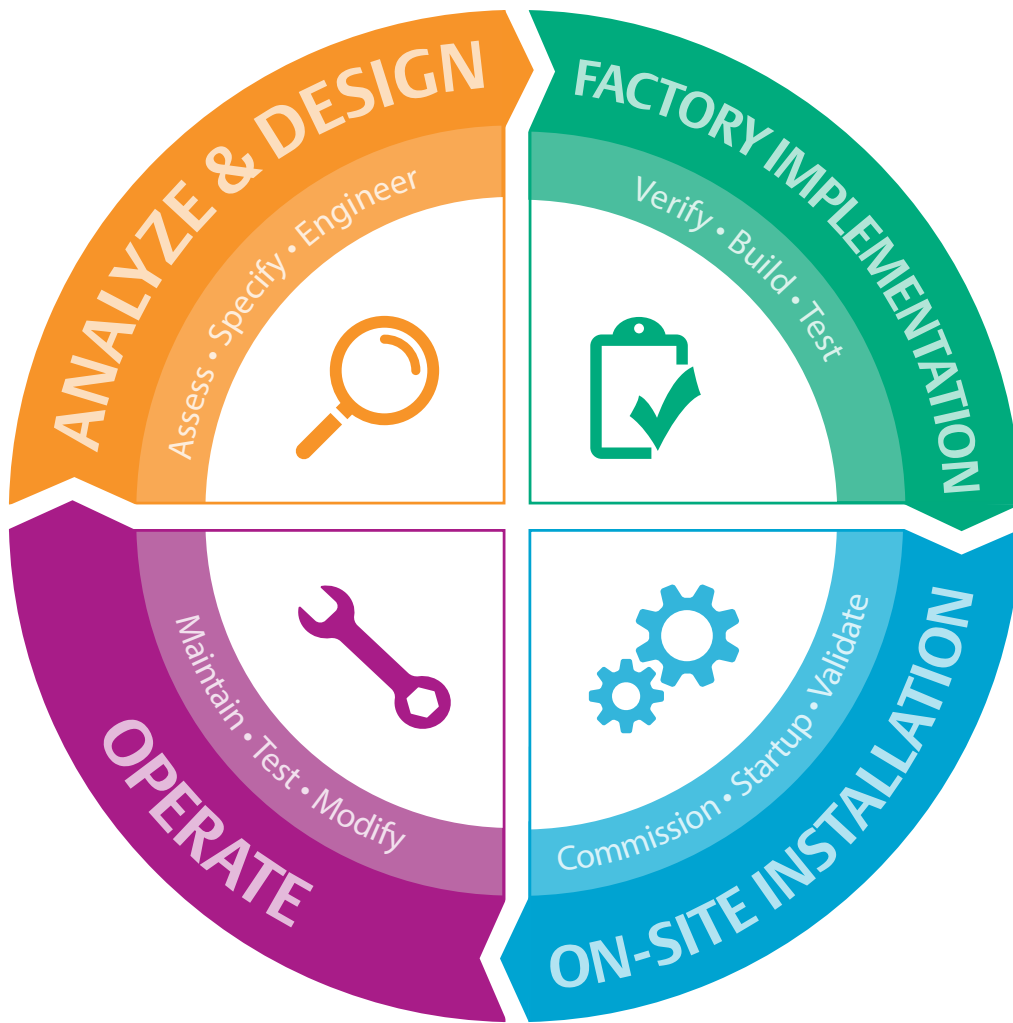 ANALYZE & DESIGN
Assess • Specify • Engineer
FACTORY IMPLEMENTATION
Verify • Build • Test
ON-SITE INSTALLATION
Commission • Startup • Validate
OPERATE
Maintain • Test • Modify